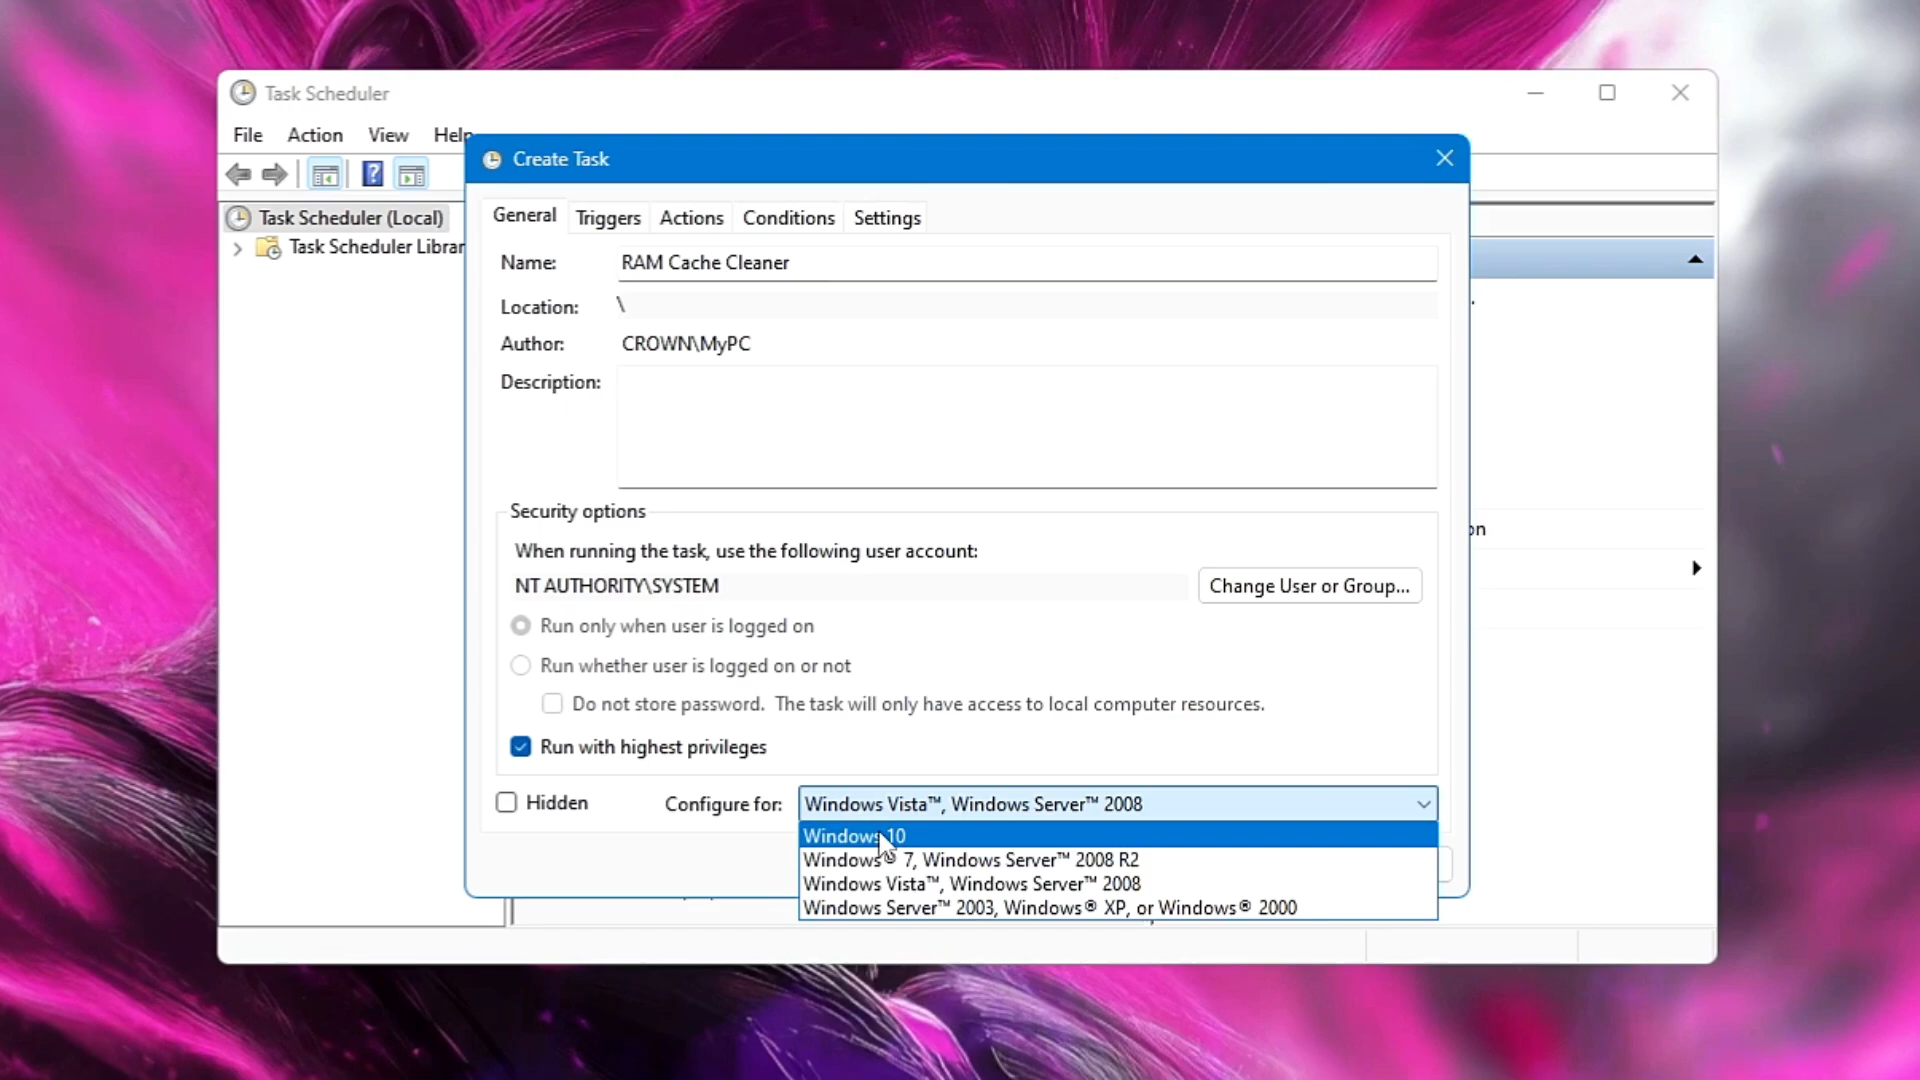 Task Scheduler
File Action View Help
Create Task
General Triggers Actions Conditions Settings
Task Scheduler (Local)
Task Scheduler Librar
Name: RAM Cache Cleaner
Location: \
Author: CROWN\MyPC
Description:
Security options
When running the task, use the following user account:
NT AUTHORITY\SYSTEM
Change User or Group...
Run only when user is logged on
Run whether user is logged on or not
Do not store password. The task will only have access to local computer resources.
Run with highest privileges
Hidden
Configure for: Windows Vista™, Windows Server™ 2008
Windows 10
Windows® 7, Windows Server™ 2008 R2
Windows Vista™, Windows Server™ 2008
Windows Server™ 2003, Windows® XP, or Windows® 2000